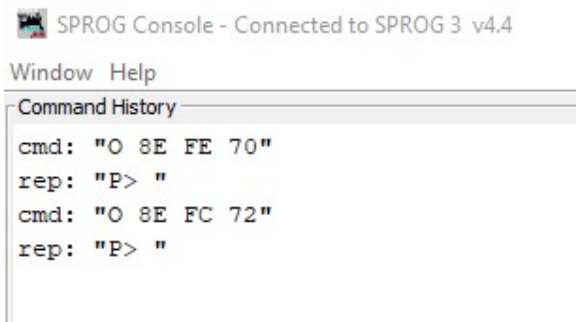 SPROG Console - Connected to SPROG 3 v4.4
Window Help
Command History
cmd: "O 8E FE 70"
rep: "P> "
cmd: "O 8E FC 72"
rep: "P> "